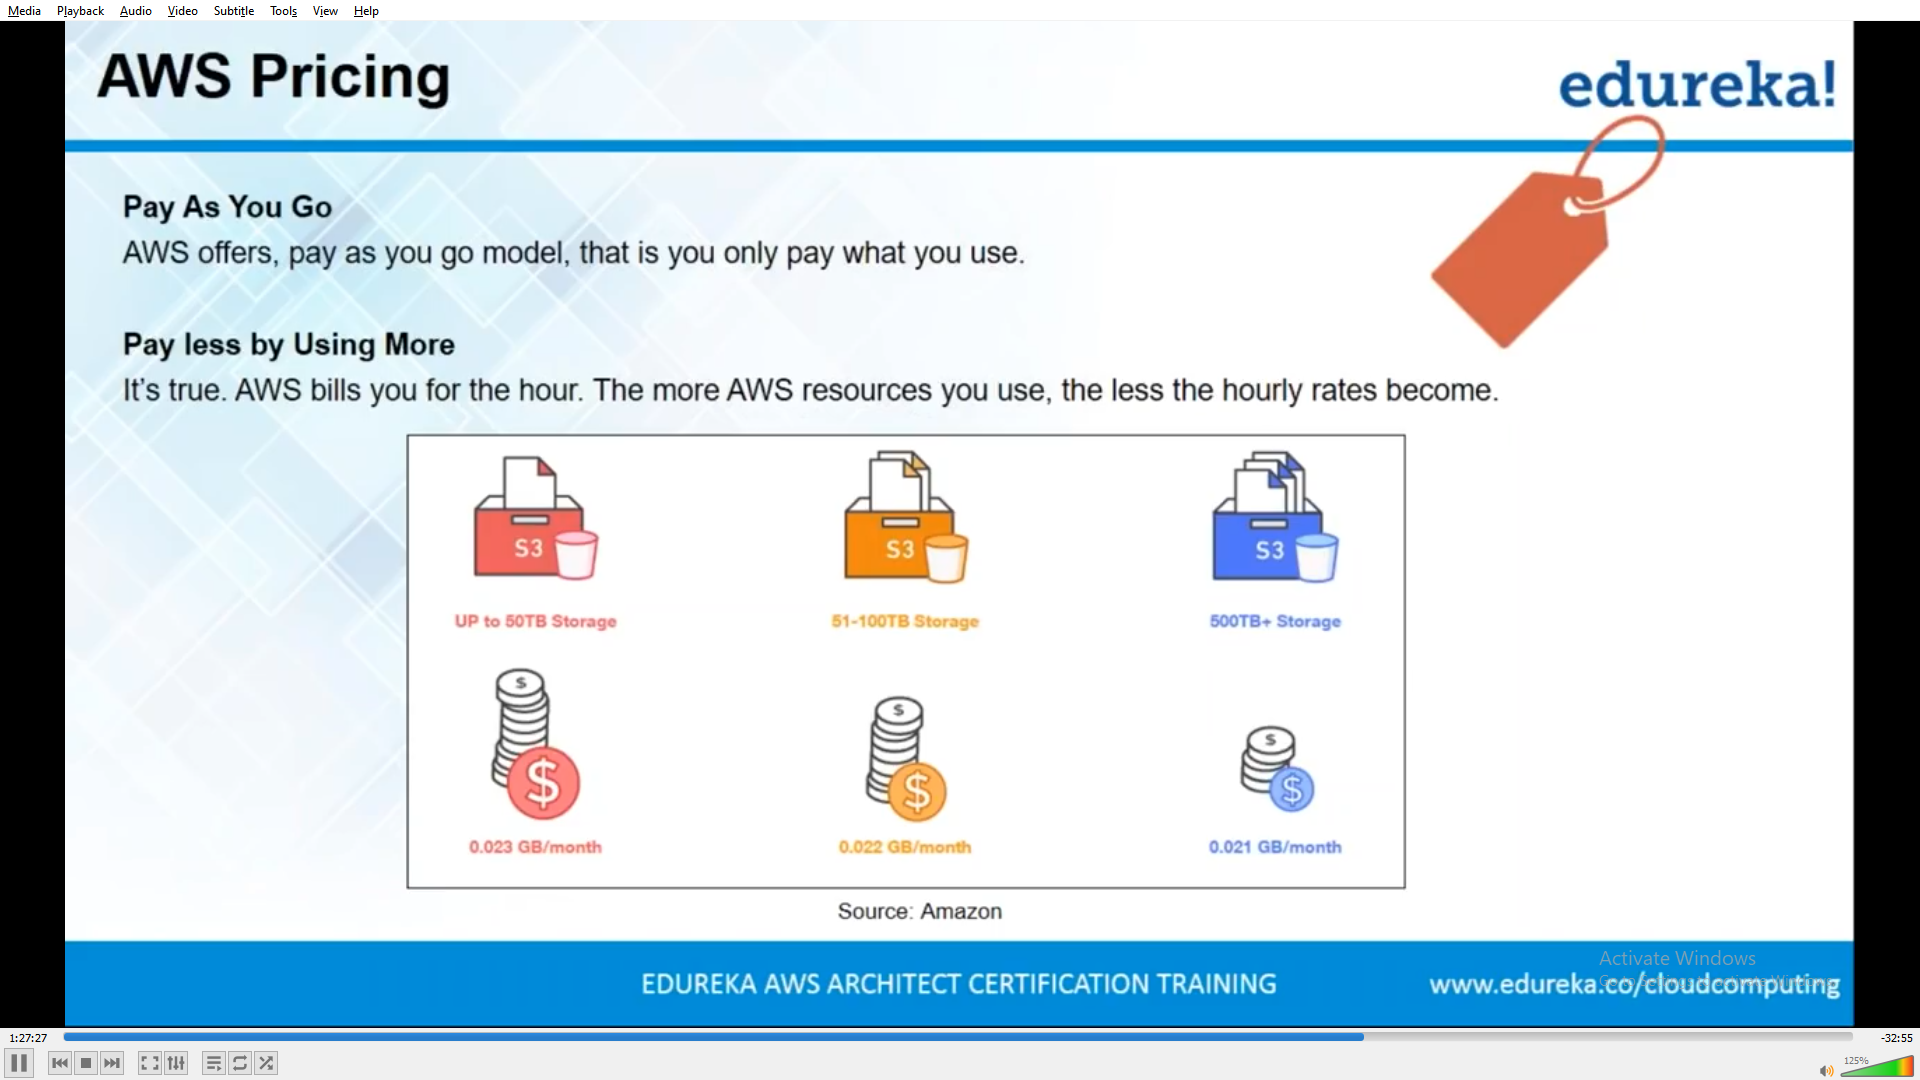 Media Playback Audio Video Subtitle Tools View Help
AWS Pricing
edureka!
Pay As You Go
AWS offers, pay as you go model, that is you only pay what you use.
Pay less by Using More
It's true. AWS bills you for the hour. The more AWS resources you use, the less the hourly rates become.
S3 S3 S3
UP to 50TB Storage 51-100TB Storage 500TB+ Storage
$ $ $
$ $ $
0.023 GB/month 0.022 GB/month 0.021 GB/month
Source: Amazon
Activate Windows
EDUREKA AWS ARCHITECT CERTIFICATION TRAINING www.edureka.co/cloudcomputing
1:27:27 -32:55
125%